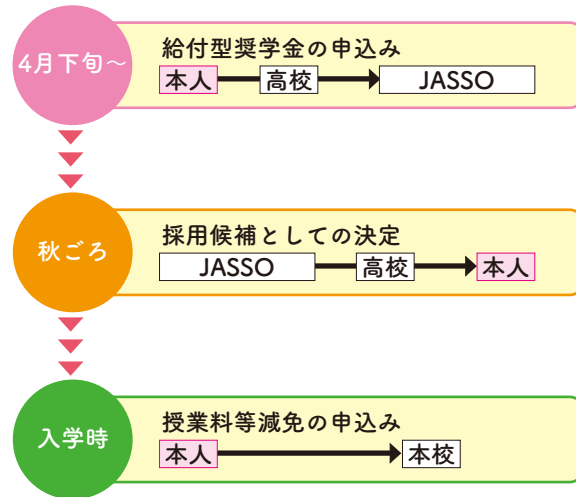 4月下旬~
給付型奨学金の申込み
本人 高校 JASSO
秋ごろ
採用候補としての決定
JASSO 高校 本人
入学時
授業料等減免の申込み
本人 本校